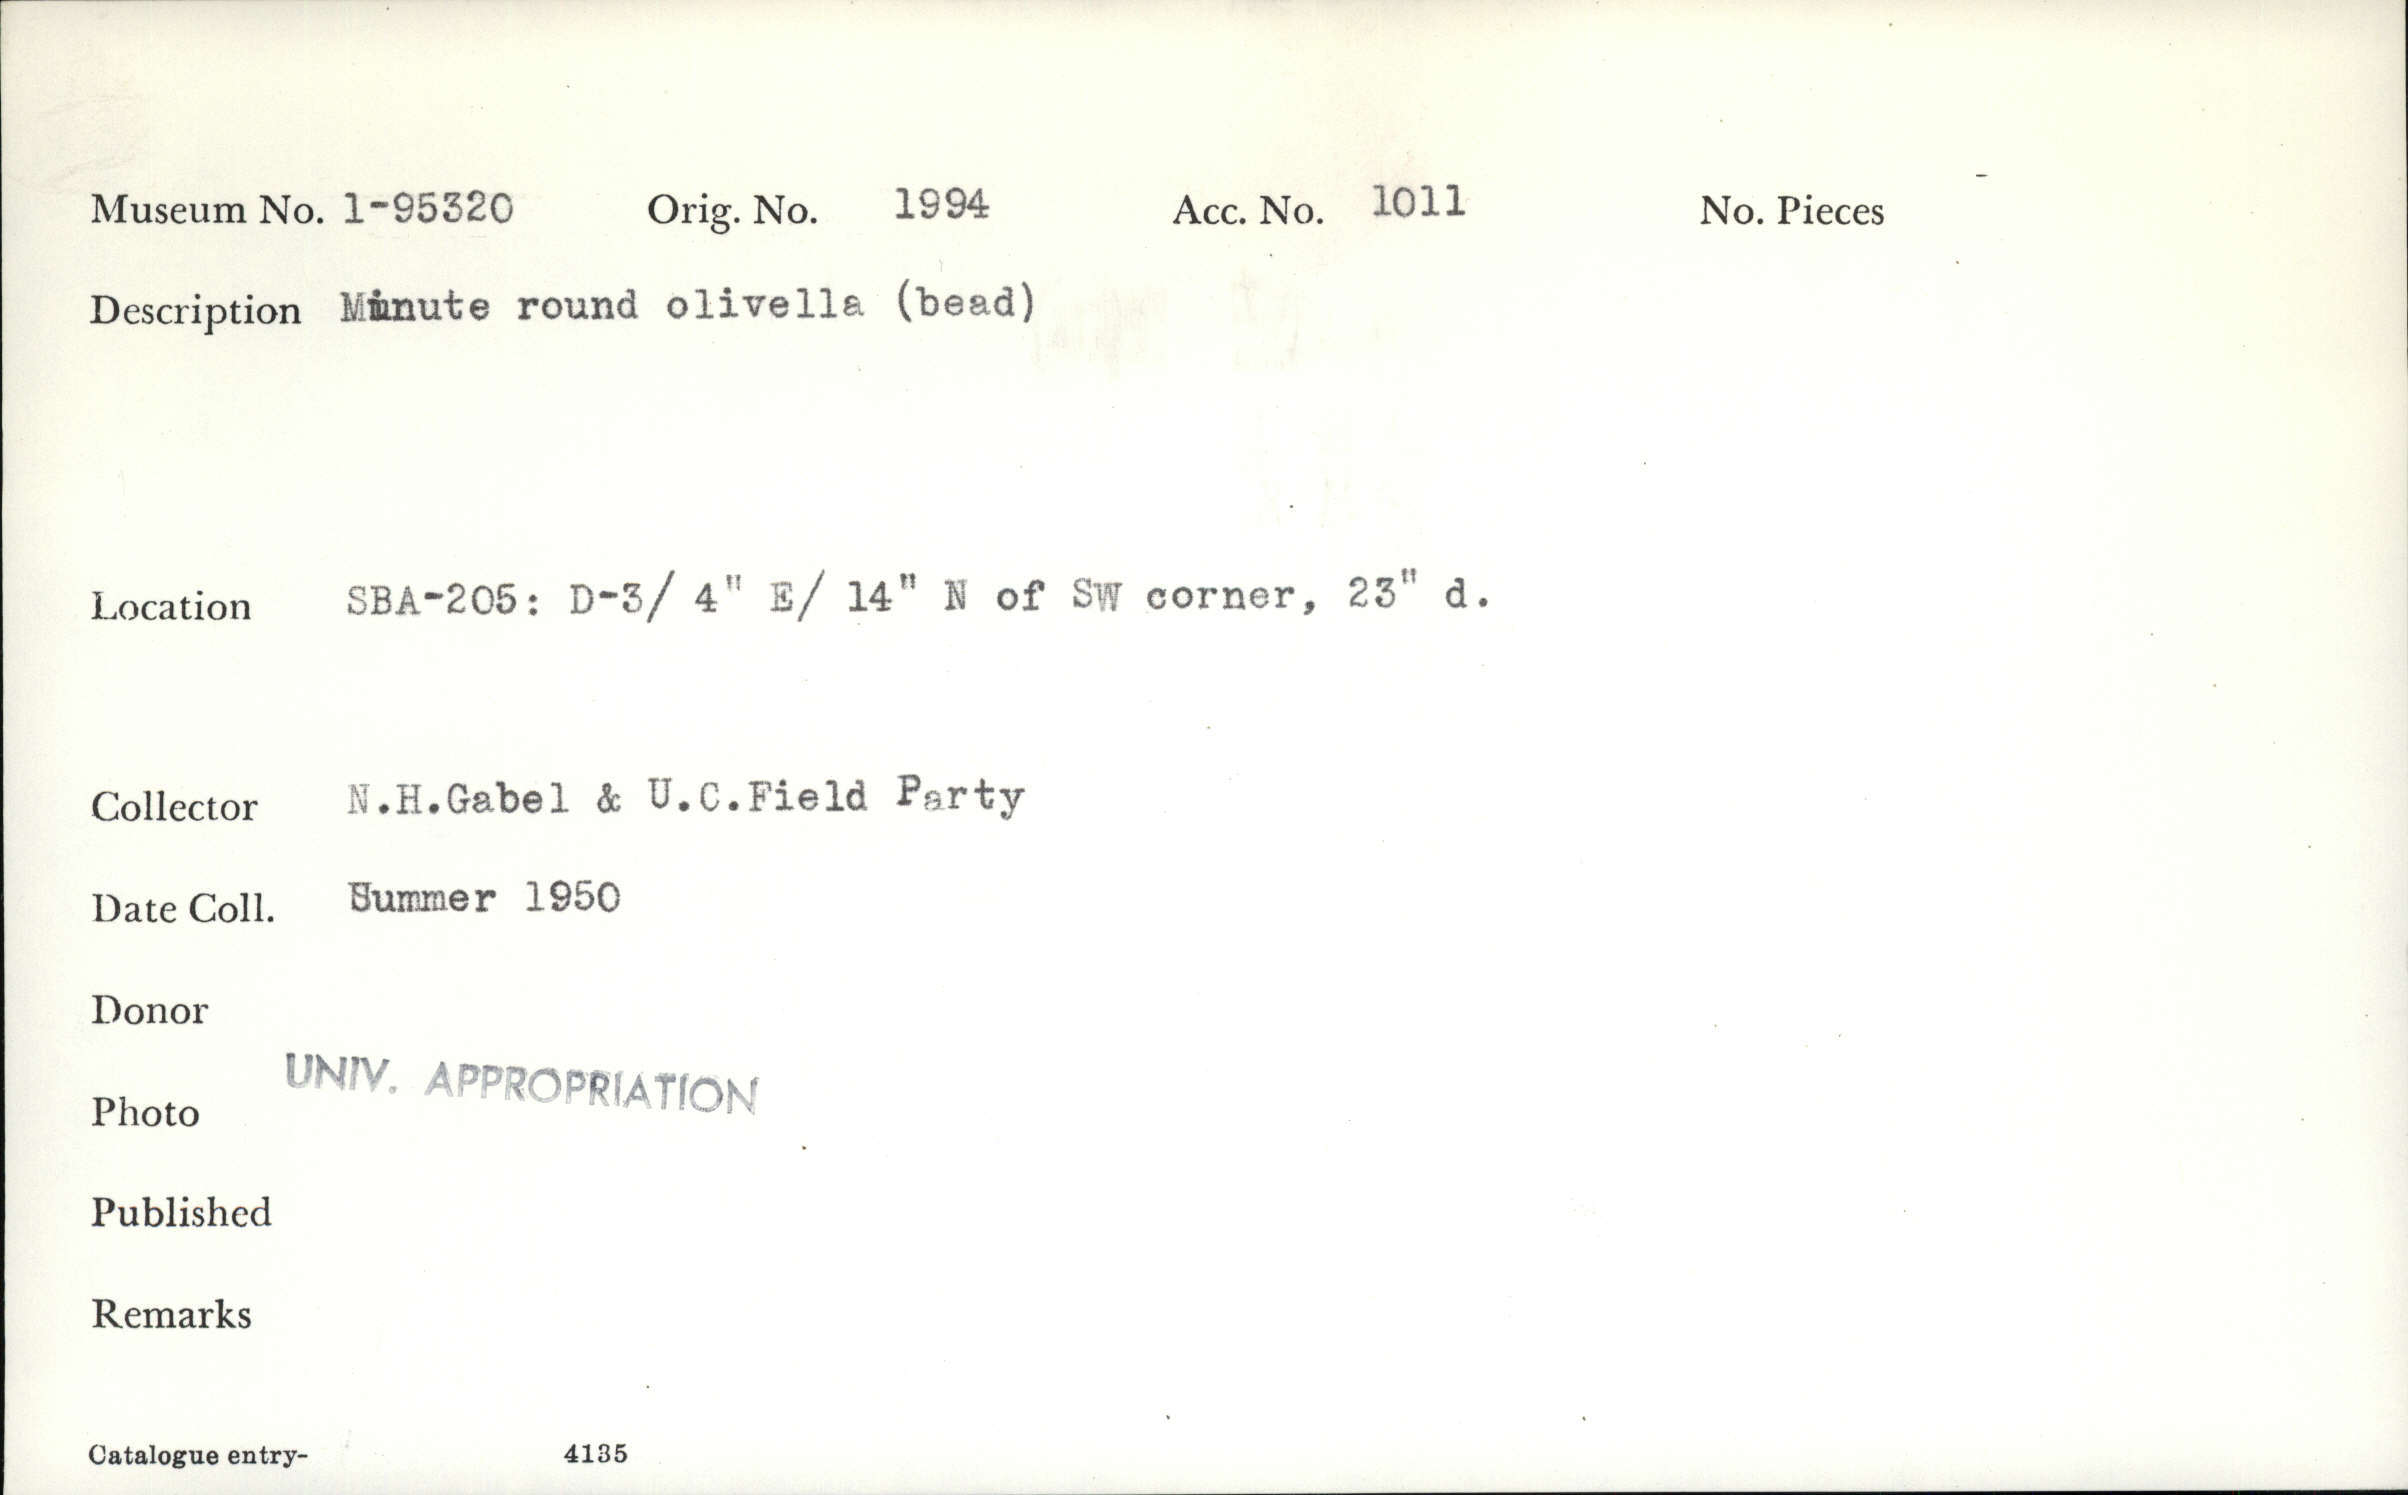 Museum No. 1-95320 Orig. No. 1994 Acc. No. 1011 No. Pieces -
Description Minute round olivella (bead)
Location SBA-205: D-3/ 4" E/ 14" N of SW corner, 23" d.
Collector N.H.Gabel & U.C.Field Party
Date Coll. Summer 1950
Donor
UNIV. APPROPRIATION
Photo
Published
Remarks
Catalogue entry- 4135